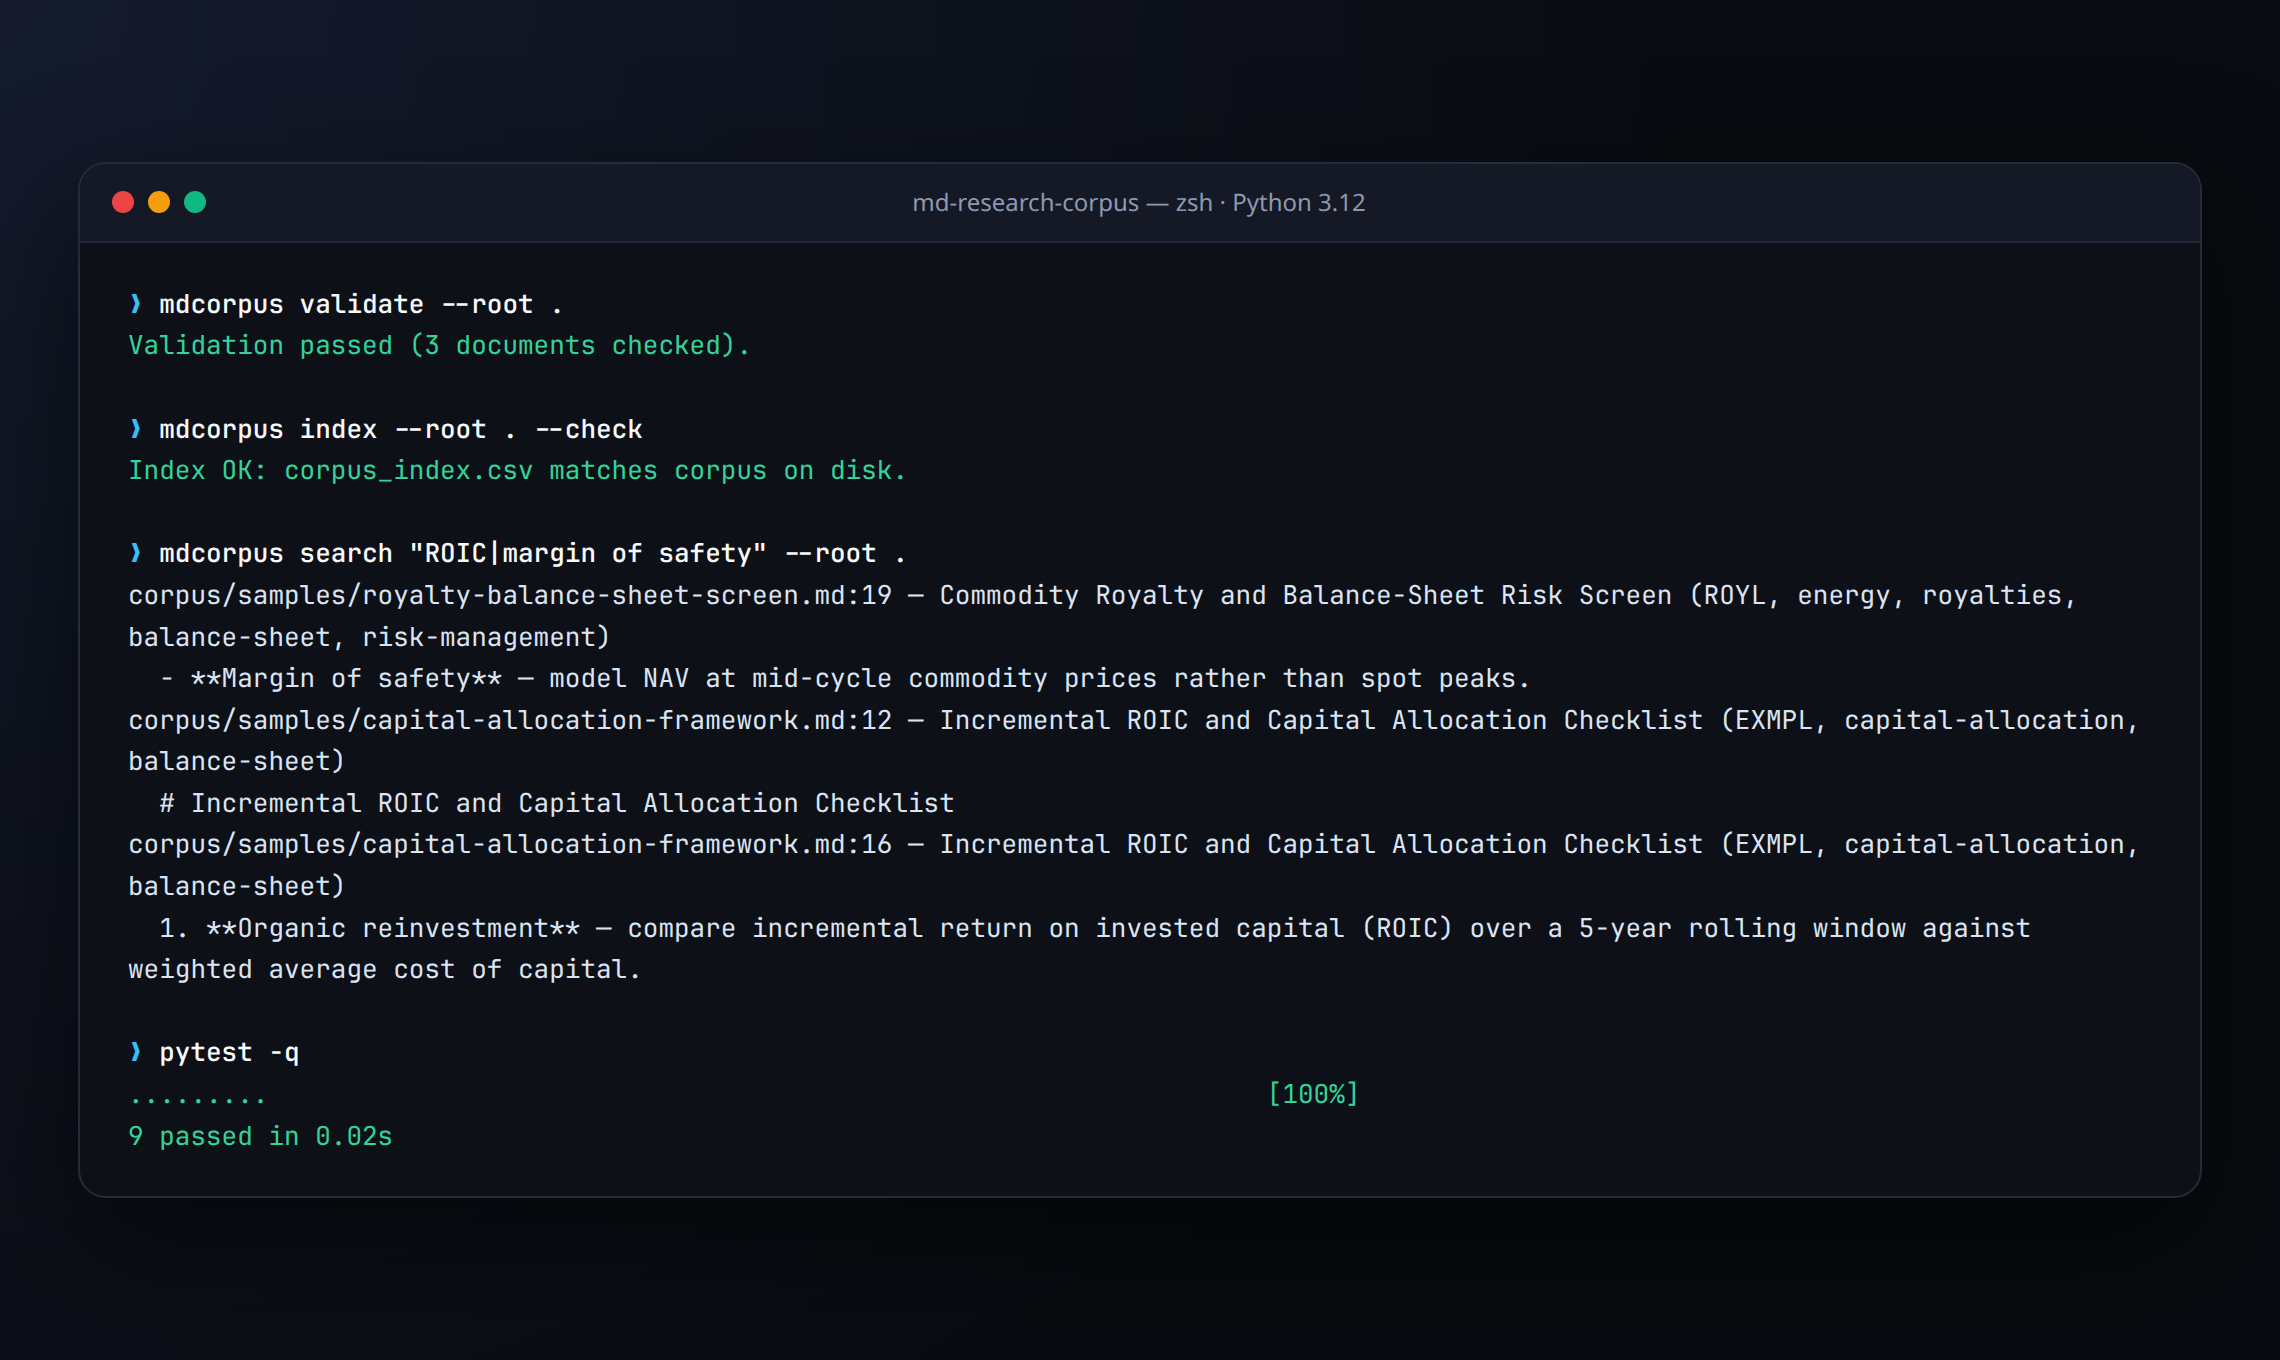 md-research-corpus — zsh · Python 3.12
❯ mdcorpus validate --root .
Validation passed (3 documents checked).
❯ mdcorpus index --root . --check
Index OK: corpus_index.csv matches corpus on disk.
❯ mdcorpus search "ROIC|margin of safety" --root .
corpus/samples/royalty-balance-sheet-screen.md:19 — Commodity Royalty and Balance-Sheet Risk Screen (ROYL, energy, royalties,
balance-sheet, risk-management)
  - **Margin of safety** — model NAV at mid-cycle commodity prices rather than spot peaks.
corpus/samples/capital-allocation-framework.md:12 — Incremental ROIC and Capital Allocation Checklist (EXMPL, capital-allocation,
balance-sheet)
  # Incremental ROIC and Capital Allocation Checklist
corpus/samples/capital-allocation-framework.md:16 — Incremental ROIC and Capital Allocation Checklist (EXMPL, capital-allocation,
balance-sheet)
  1. **Organic reinvestment** — compare incremental return on invested capital (ROIC) over a 5-year rolling window against
weighted average cost of capital.
❯ pytest -q
......... [100%]
9 passed in 0.02s